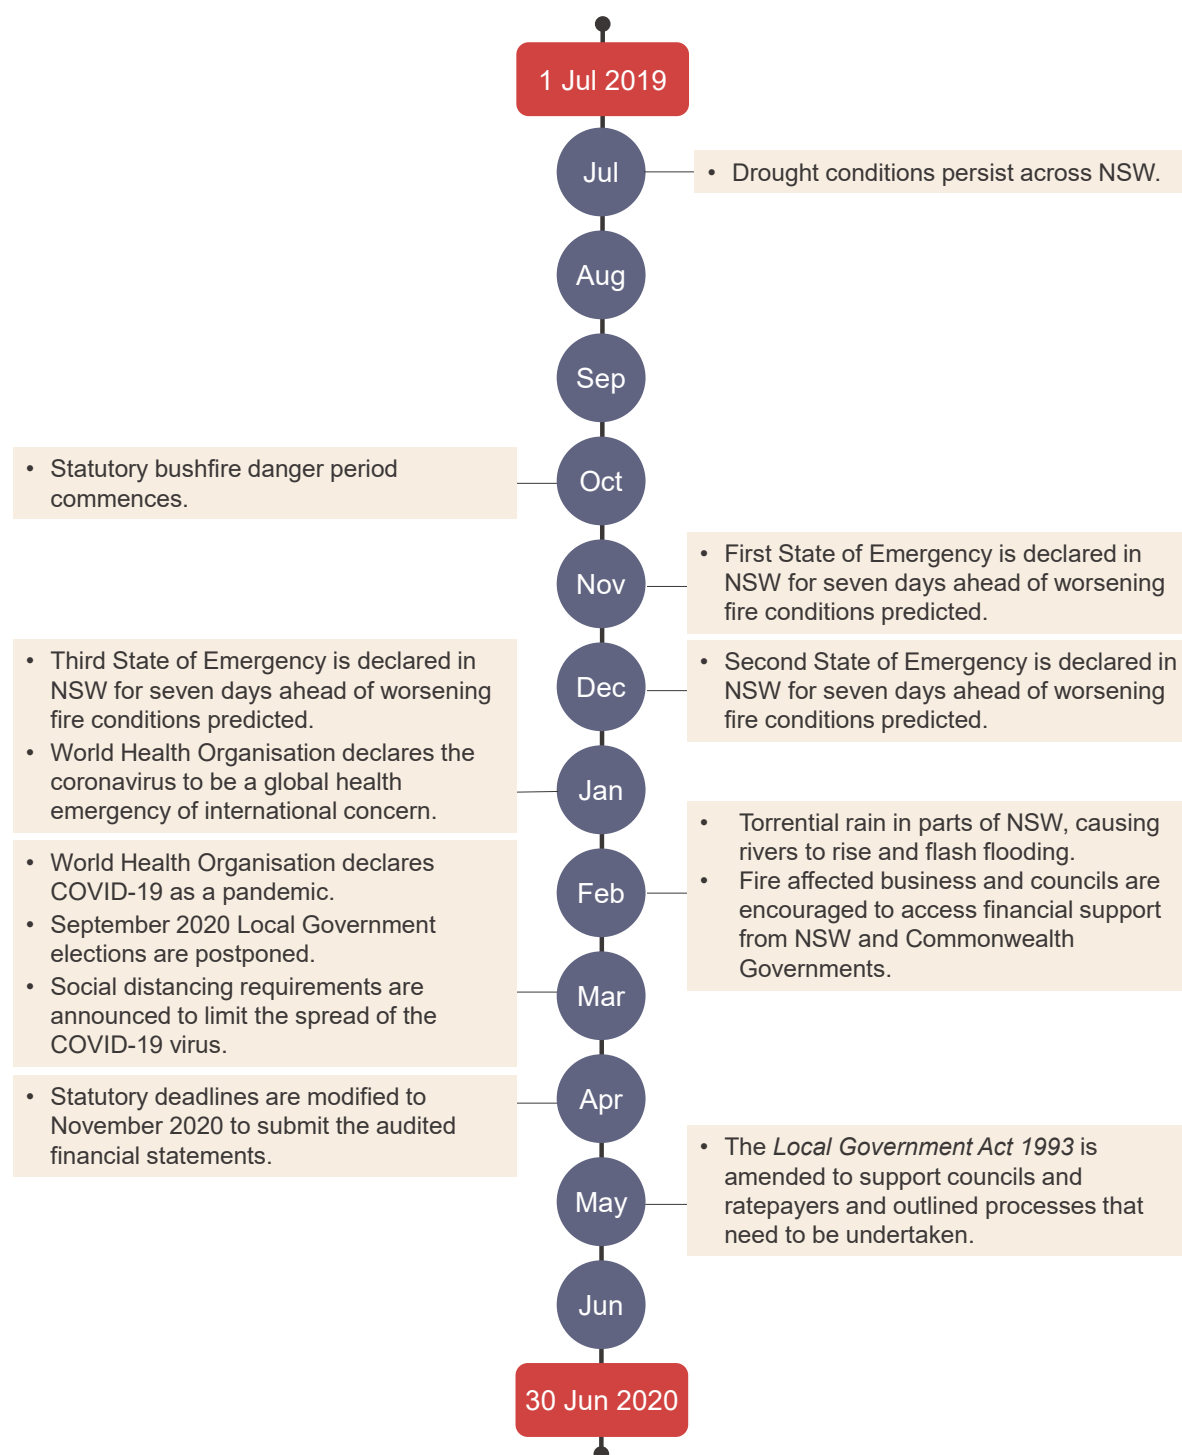 1 Jul 2019
Jul
• Drought conditions persist across NSW.
Aug
Sep
• Statutory bushfire danger period
commences.
Oct
Nov
• First State of Emergency is declared in
NSW for seven days ahead of worsening
fire conditions predicted.
Dec
• Second State of Emergency is declared in
NSW for seven days ahead of worsening
fire conditions predicted.
• Third State of Emergency is declared in
NSW for seven days ahead of worsening
fire conditions predicted.
• World Health Organisation declares the
coronavirus to be a global health
emergency of international concern.
Jan
Feb
• Torrential rain in parts of NSW, causing
rivers to rise and flash flooding.
• Fire affected business and councils are
encouraged to access financial support
from NSW and Commonwealth
Governments.
• World Health Organisation declares
COVID-19 as a pandemic.
• September 2020 Local Government
elections are postponed.
• Social distancing requirements are
announced to limit the spread of the
COVID-19 virus.
Mar
• Statutory deadlines are modified to
November 2020 to submit the audited
financial statements.
Apr
May
• The Local Government Act 1993 is
amended to support councils and
ratepayers and outlined processes that
need to be undertaken.
Jun
30 Jun 2020